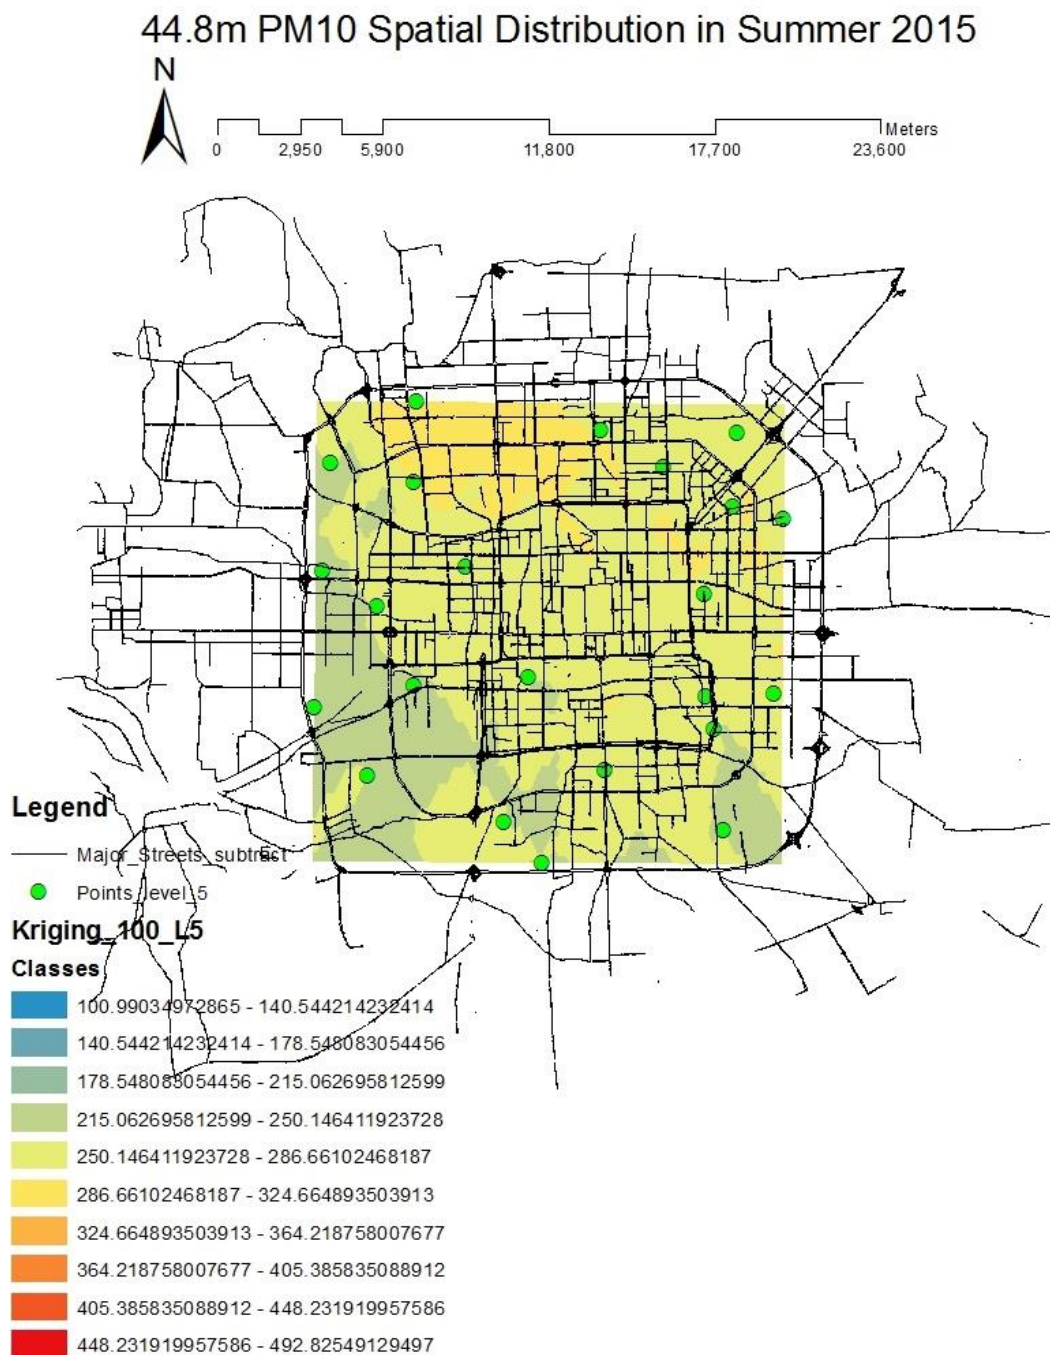 44.8m PM10 Spatial Distribution in Summer 2015
N
Meters
0 2,950 5,900 11,800 17,700 23,600
Legend
Major_Streets_subtract
Points_level_5
Kriging_100_L5
Classes
100.99034972865 - 140.544214232414
140.544214232414 - 178.548083054456
178.548083054456 - 215.062695812599
215.062695812599 - 250.146411923728
250.146411923728 - 286.66102468187
286.66102468187 - 324.664893503913
324.664893503913 - 364.218758007677
364.218758007677 - 405.385835088912
405.385835088912 - 448.231919957586
448.231919957586 - 492.82549129497